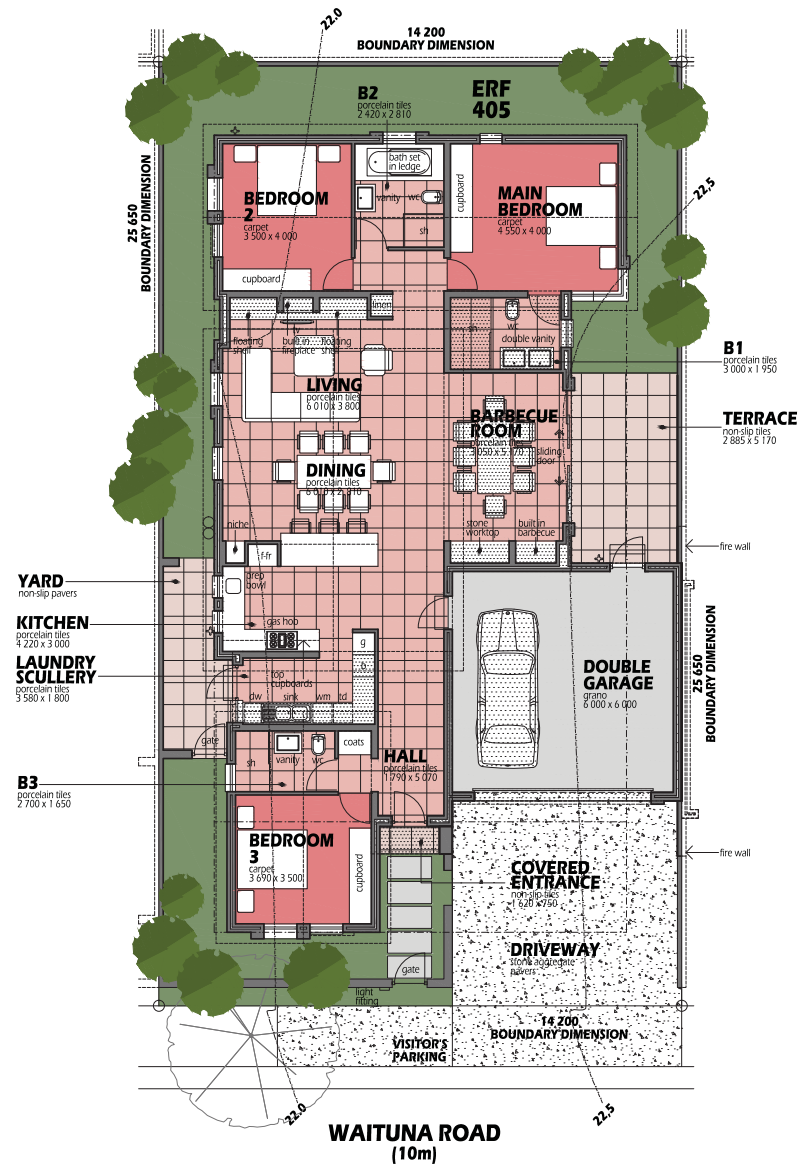 22.0
14 200
BOUNDARY DIMENSION
ERF
405
B2
porcelain tiles
2 420 x 2 810
25 650
BOUNDARY DIMENSION
22,5
bath set
in ledge
vanity
wc
sh
cupboard
BEDROOM
2
carpet
3 500 x 4 000
cupboard
MAIN
BEDROOM
carpet
4 550 x 4 000
linen
tv
floating
shelf
built in
fireplace
floating
shelf
sh
wc
double vanity
B1
porcelain tiles
3 000 x 1 950
LIVING
porcelain tiles
6 010 x 3 800
BARBECUE
ROOM
porcelain tiles
sliding
door
TERRACE
non-slip tiles
2 885 x 5 170
DINING
porcelain tiles
niche
f-fr
stone
worktop
built in
barbecue
fire wall
prep
bowl
YARD
non-slip pavers
KITCHEN
porcelain tiles
4 220 x 3 000
gas hob
g
LAUNDRY
SCULLERY
porcelain tiles
3 580 x 1 800
top
cupboards
dw
sink
wm
td
DOUBLE
GARAGE
grano
6 000 x 6 000
25 650
BOUNDARY DIMENSION
gate
sh
vanity
wc
coats
HALL
porcelain tiles
1 790 x 5 070
B3
porcelain tiles
2 700 x 1 650
BEDROOM
3
carpet
3 690 x 3 500
cupboard
fire wall
COVERED
ENTRANCE
non-slip tiles
1 620 x 750
DRIVEWAY
stone aggregate
pavers
gate
light
fitting
14 200
BOUNDARY DIMENSION
VISITOR'S
PARKING
22.0
22,5
WAITUNA ROAD
(10m)